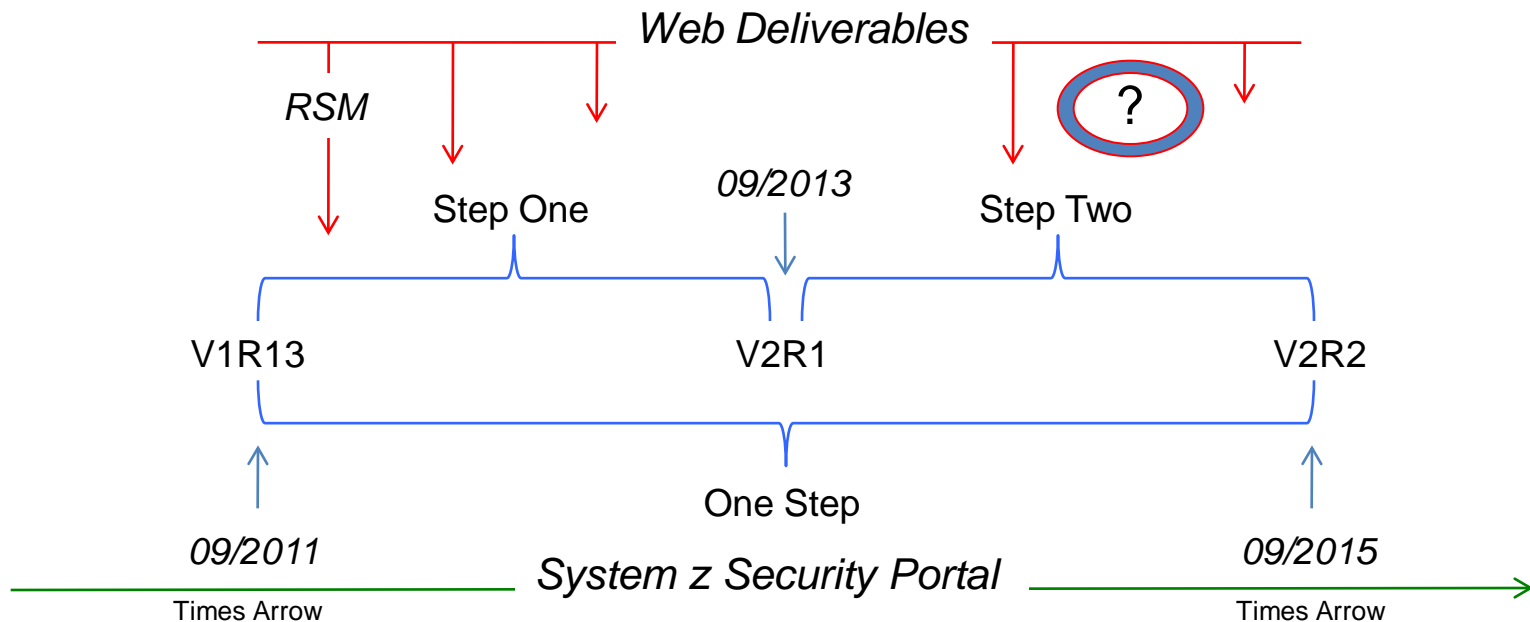 Web Deliverables
RSM
?
09/2013
Step One
Step Two
V1R13
V2R1
V2R2
One Step
09/2011
09/2015
System z Security Portal
Times Arrow
Times Arrow